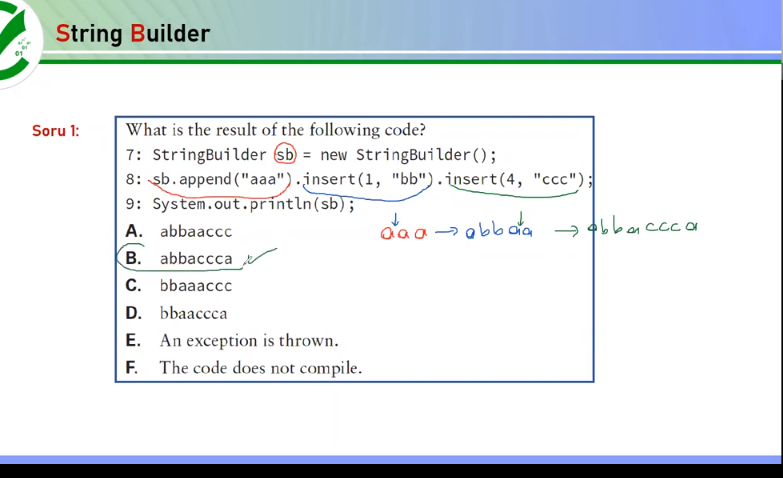 String Builder
01
Soru 1:
What is the result of the following code?
7: StringBuilder sb = new StringBuilder();
8: sb.append("aaa").insert(1, "bb").insert(4, "ccc");
9: System.out.println(sb);
A. abbaaccc
B. abbaccca
C. bbaaaccc
D. bbaaccca
E. An exception is thrown.
F. The code does not compile.
aaa → abbaa → abbaccca